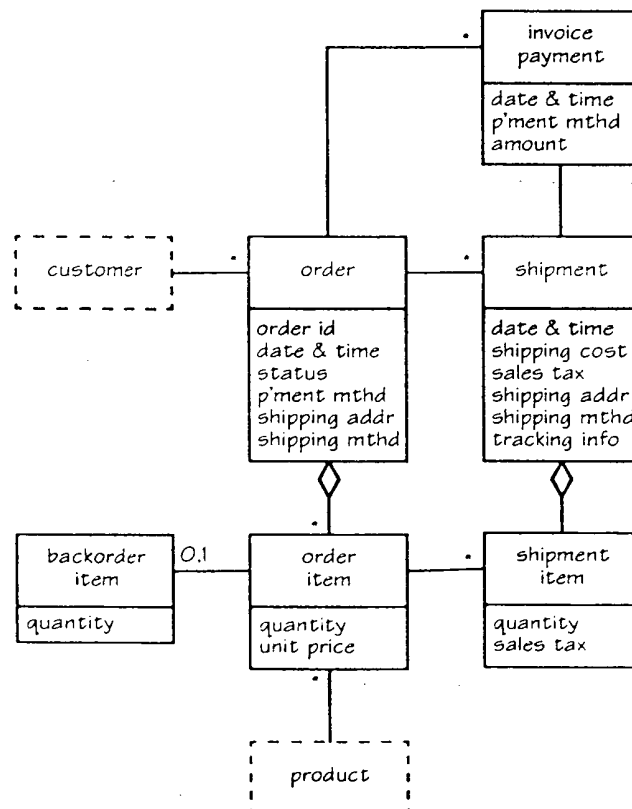 invoice
payment
date & time
p'ment mthd
amount
customer
order
order id
date & time
status
p'ment mthd
shipping addr
shipping mthd
shipment
date & time
shipping cost
sales tax
shipping addr
shipping mthd
tracking info
backorder
item
quantity
0,1
order
item
quantity
unit price
shipment
item
quantity
sales tax
product